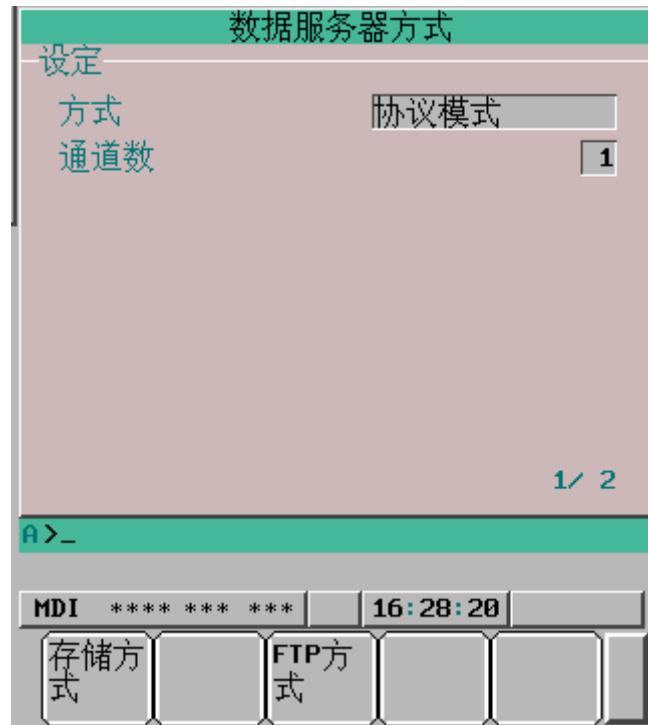 数据服务器方式
设定
方式 协议模式
通道数 1
1/ 2
A>_
MDI **** *** *** 16:28:20
存储方式 FTP方式